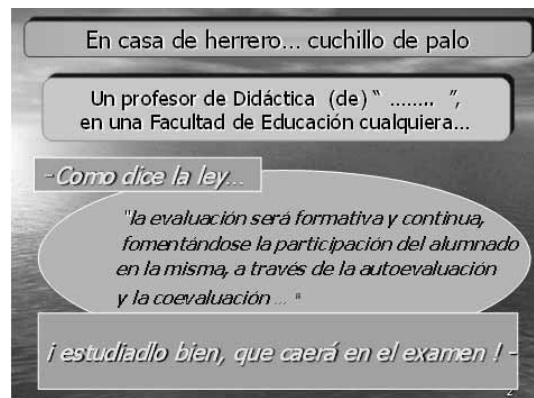 En casa de herrero... cuchillo de palo
Un profesor de Didáctica (de) “ ........ ”,
en una Facultad de Educación cualquiera...
-Como dice la ley...
"la evaluación será formativa y continua,
fomentándose la participación del alumnado
en la misma, a través de la autoevaluación
y la coevaluación ... "
¡ estudiadlo bien, que caerá en el examen ! -
2